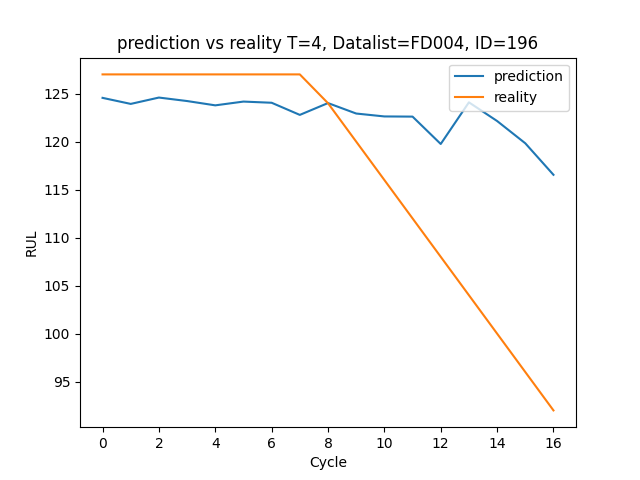 prediction vs reality T=4, Datalist=FD004, ID=196
prediction
reality
125
120
115
110
105
100
95
RUL
0 2 4 6 8 10 12 14 16
Cycle